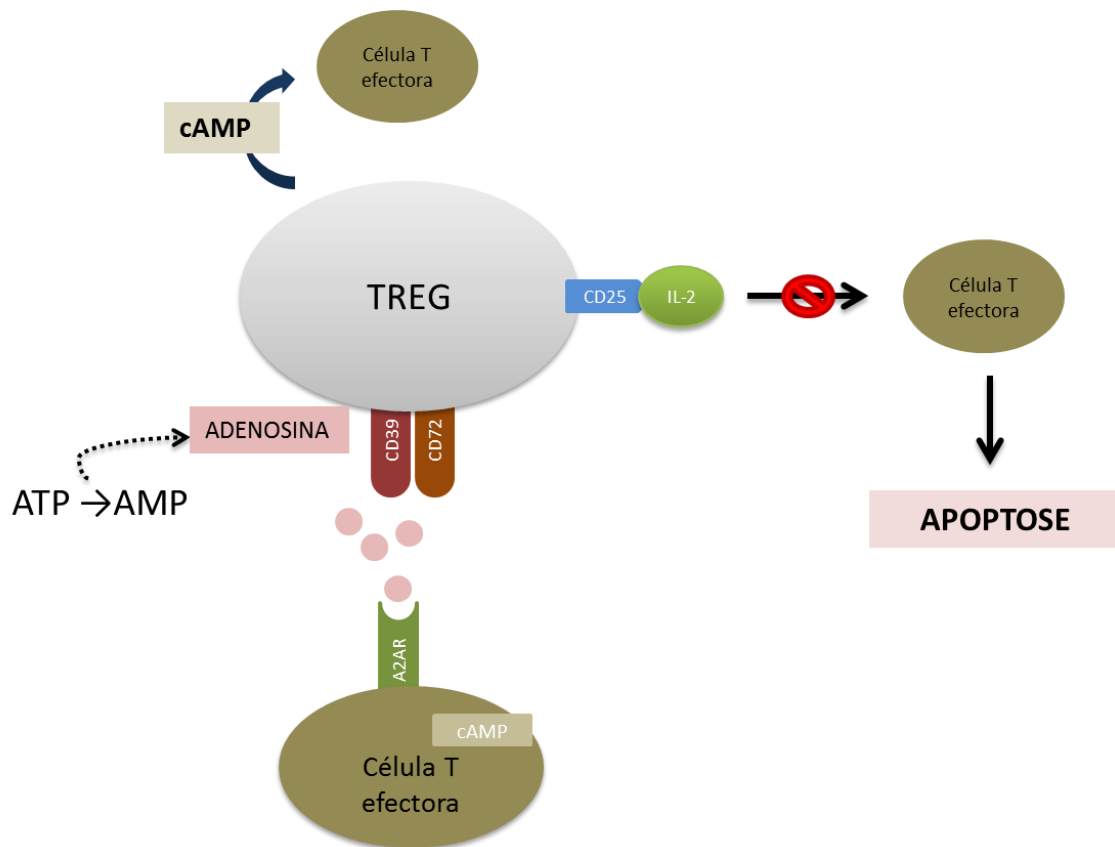 Célula T
efectora
cAMP
TREG
CD25
IL-2
Célula T
efectora
ADENOSINA
CD39
CD72
ATP →AMP
APOPTOSE
A2AR
cAMP
Célula T
efectora